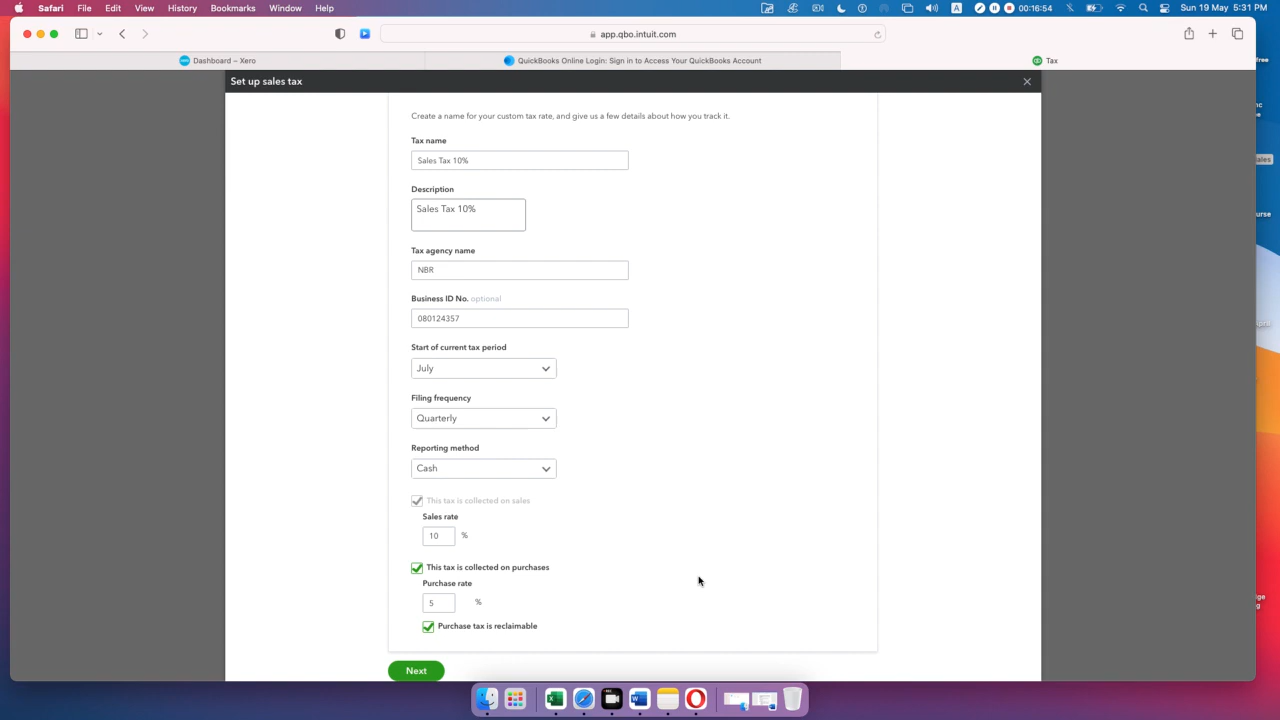 Safari File Edit View History Bookmarks Window Help 00:16:54 A Sun 19 May 5:31 PM
app.qbo.intuit.com
Dashboard – Xero QuickBooks Online Login: Sign in to Access Your QuickBooks Account Tax
Set up sales tax
Create a name for your custom tax rate, and give us a few details about how you track it.
Tax name
Sales Tax 10%
Description
Sales Tax 10%
Tax agency name
NBR
Business ID No. optional
080124357
Start of current tax period
July
Filing frequency
Quarterly
Reporting method
Cash
This tax is collected on sales
Sales rate
10 %
This tax is collected on purchases
Purchase rate
5 %
Purchase tax is reclaimable
Next